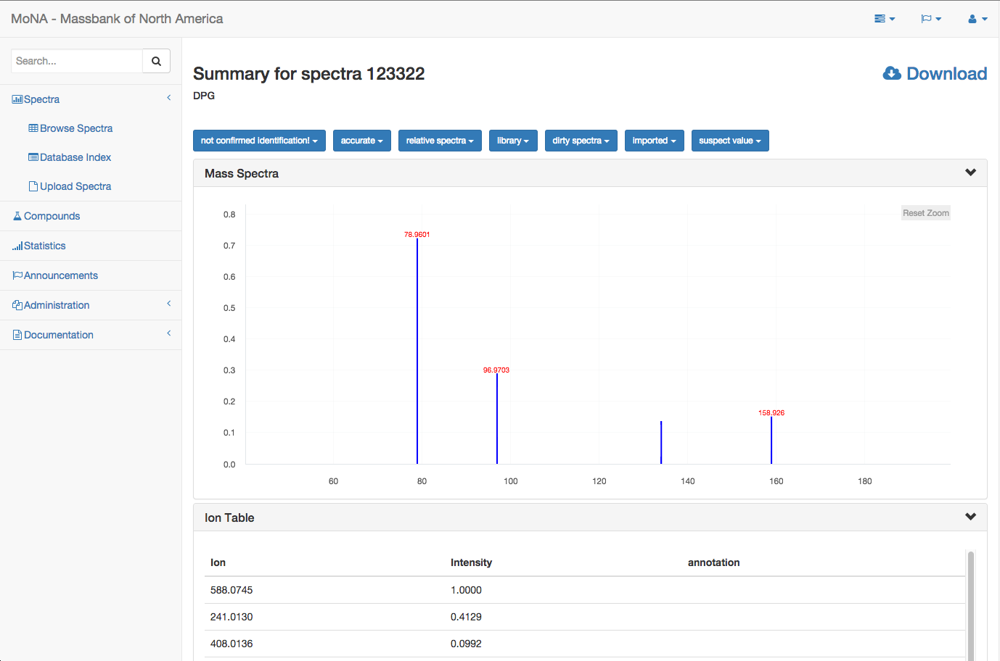 MoNA - Massbank of North America
Search...
Spectra
Browse Spectra
Database Index
Upload Spectra
Compounds
Statistics
Announcements
Administration
Documentation
Summary for spectra 123322
Download
DPG
not confirmed identification! accurate relative spectra library dirty spectra imported suspect value
Mass Spectra
Reset Zoom
0.8
0.7
0.6
0.5
0.4
0.3
0.2
0.1
0.0
78.9601
96.9703
158.926
60 80 100 120 140 160 180
Ion Table
Ion Intensity annotation
588.0745 1.0000
241.0130 0.4129
408.0136 0.0992